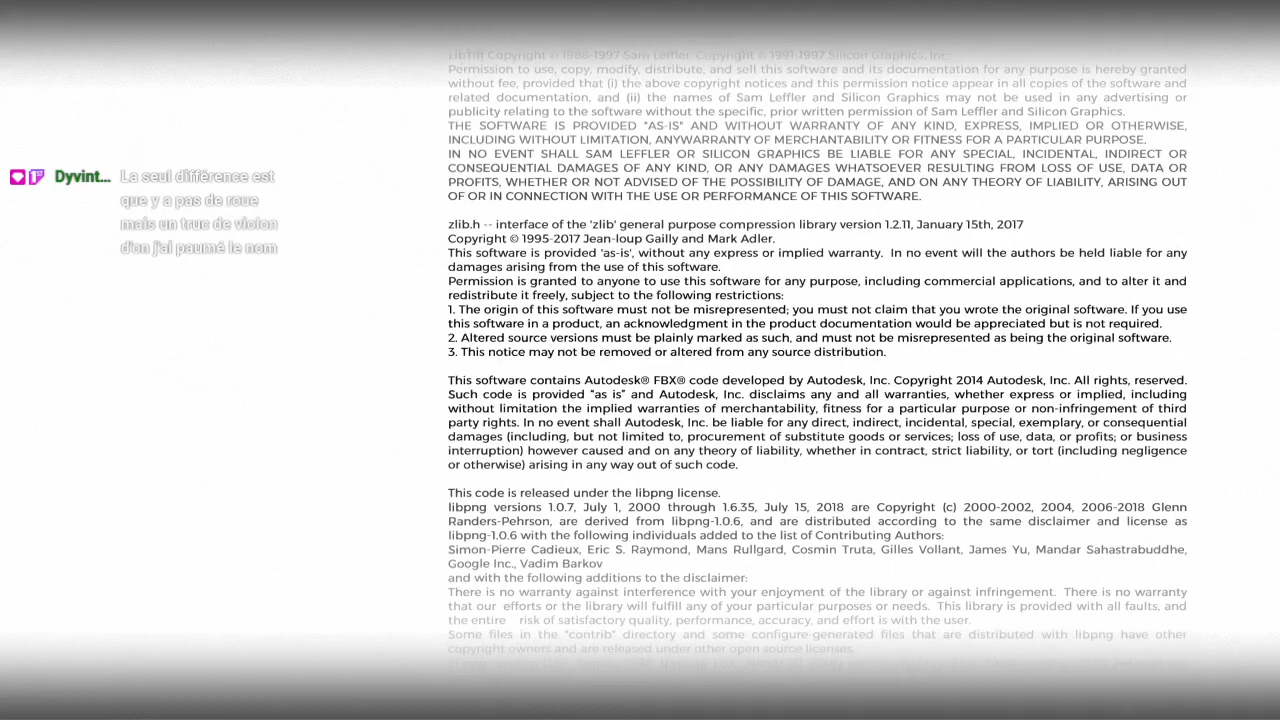 LibTiff Copyright © 1988-1997 Sam Leffler, Copyright © 1991-1997 Silicon Graphics, Inc.
Permission to use, copy, modify, distribute, and sell this software and its documentation for any purpose is hereby granted
without fee, provided that (i) the above copyright notices and this permission notice appear in all copies of the software and
related documentation, and (ii) the names of Sam Leffler and Silicon Graphics may not be used in any advertising or
publicity relating to the software without the specific, prior written permission of Sam Leffler and Silicon Graphics.
THE SOFTWARE IS PROVIDED "AS-IS" AND WITHOUT WARRANTY OF ANY KIND, EXPRESS, IMPLIED OR OTHERWISE,
INCLUDING WITHOUT LIMITATION, ANYWARRANTY OF MERCHANTABILITY OR FITNESS FOR A PARTICULAR PURPOSE.
IN NO EVENT SHALL SAM LEFFLER OR SILICON GRAPHICS BE LIABLE FOR ANY SPECIAL, INCIDENTAL, INDIRECT OR
CONSEQUENTIAL DAMAGES OF ANY KIND, OR ANY DAMAGES WHATSOEVER RESULTING FROM LOSS OF USE, DATA OR
PROFITS, WHETHER OR NOT ADVISED OF THE POSSIBILITY OF DAMAGE, AND ON ANY THEORY OF LIABILITY, ARISING OUT
OF OR IN CONNECTION WITH THE USE OR PERFORMANCE OF THIS SOFTWARE.
Dyvint... La seul différence est
que y a pas de roue
mais un truc de violon
d'on j'ai paumé le nom
zlib.h -- interface of the 'zlib' general purpose compression library version 1.2.11, January 15th, 2017
Copyright © 1995-2017 Jean-loup Gailly and Mark Adler.
This software is provided 'as-is', without any express or implied warranty. In no event will the authors be held liable for any
damages arising from the use of this software.
Permission is granted to anyone to use this software for any purpose, including commercial applications, and to alter it and
redistribute it freely, subject to the following restrictions:
1. The origin of this software must not be misrepresented; you must not claim that you wrote the original software. If you use
this software in a product, an acknowledgment in the product documentation would be appreciated but is not required.
2. Altered source versions must be plainly marked as such, and must not be misrepresented as being the original software.
3. This notice may not be removed or altered from any source distribution.
This software contains Autodesk® FBX® code developed by Autodesk, Inc. Copyright 2014 Autodesk, Inc. All rights, reserved.
Such code is provided “as is” and Autodesk, Inc. disclaims any and all warranties, whether express or implied, including
without limitation the implied warranties of merchantability, fitness for a particular purpose or non-infringement of third
party rights. In no event shall Autodesk, Inc. be liable for any direct, indirect, incidental, special, exemplary, or consequential
damages (including, but not limited to, procurement of substitute goods or services; loss of use, data, or profits; or business
interruption) however caused and on any theory of liability, whether in contract, strict liability, or tort (including negligence
or otherwise) arising in any way out of such code.
This code is released under the libpng license.
libpng versions 1.0.7, July 1, 2000 through 1.6.35, July 15, 2018 are Copyright (c) 2000-2002, 2004, 2006-2018 Glenn
Randers-Pehrson, are derived from libpng-1.0.6, and are distributed according to the same disclaimer and license as
libpng-1.0.6 with the following individuals added to the list of Contributing Authors:
Simon-Pierre Cadieux, Eric S. Raymond, Mans Rullgard, Cosmin Truta, Gilles Vollant, James Yu, Mandar Sahastrabuddhe,
Google Inc., Vadim Barkov
and with the following additions to the disclaimer:
There is no warranty against interference with your enjoyment of the library or against infringement. There is no warranty
that our efforts or the library will fulfill any of your particular purposes or needs. This library is provided with all faults, and
the entire risk of satisfactory quality, performance, accuracy, and effort is with the user.
Some files in the "contrib" directory and some configure-generated files that are distributed with libpng have other
copyright owners and are released under other open source licenses.